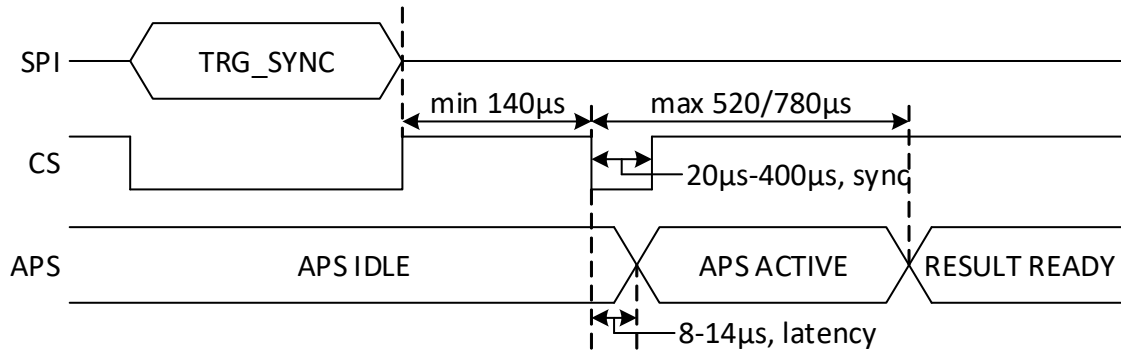 SPI
TRG_SYNC
min 140µs
max 520/780µs
CS
20µs-400µs, sync
APS
APS IDLE
APS ACTIVE
RESULT READY
8-14µs, latency